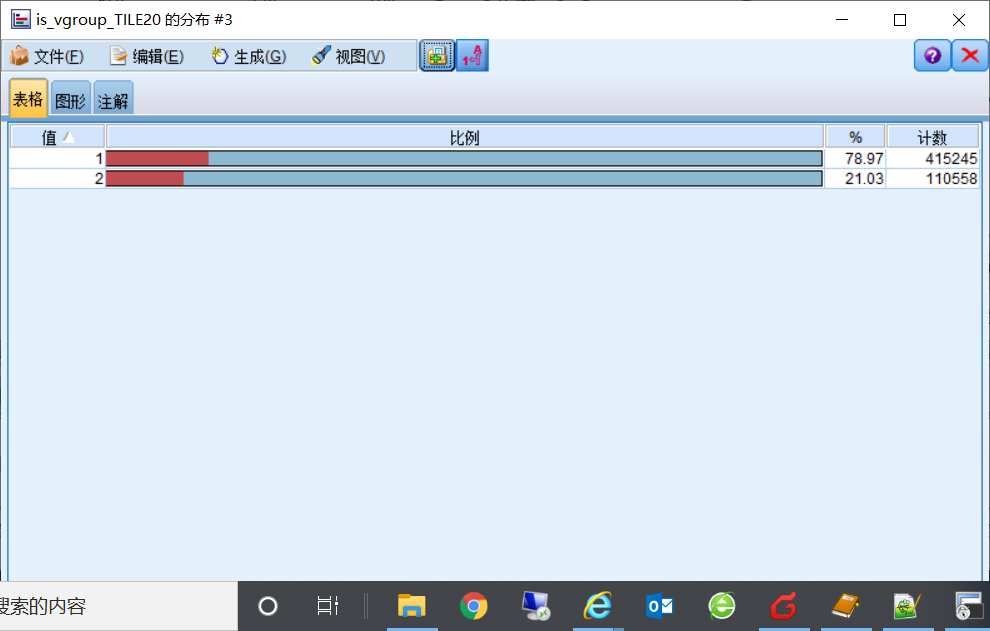 is_vgroup_TILE20 的分布 #3
文件(F) 编辑(E) 生成(G) 视图(V)
表格 图形 注解
值 比例 % 计数
1 78.97 415245
2 21.03 110558
搜索的内容